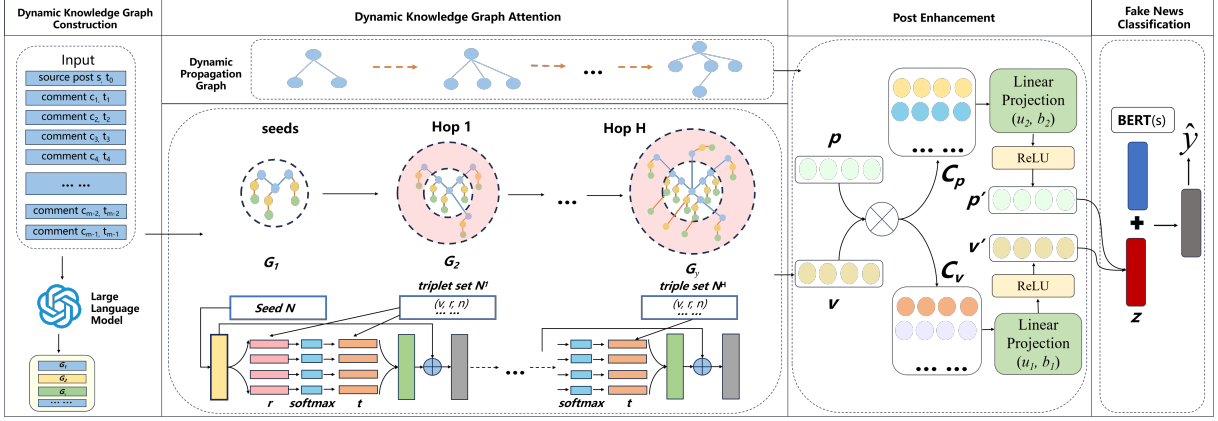 Dynamic Knowledge Graph
Construction
Dynamic Knowledge Graph Attention
Post Enhancement
Fake News
Classification
Input
source post s, t0
comment c1, t1
comment c2, t2
comment c3, t3
comment c4, t4
... ...
comment cm-2, tm-2
comment cm-1, tm-1
Large
Language
Model
G1
G2
... ...
Dynamic
Propagation
Graph
...
seeds
Hop 1
Hop H
...
G1
G2
Gy
Seed N
triplet set N1
(v, r, n)
... ...
triple set NH
(v, r, n)
... ...
r
softmax
t
...
softmax
t
p
v
... ...
Cp
Cv
... ...
Linear
Projection
(u2, b2)
ReLU
p′
v′
ReLU
Linear
Projection
(u1, b1)
BERT(s)
+
z
ŷ